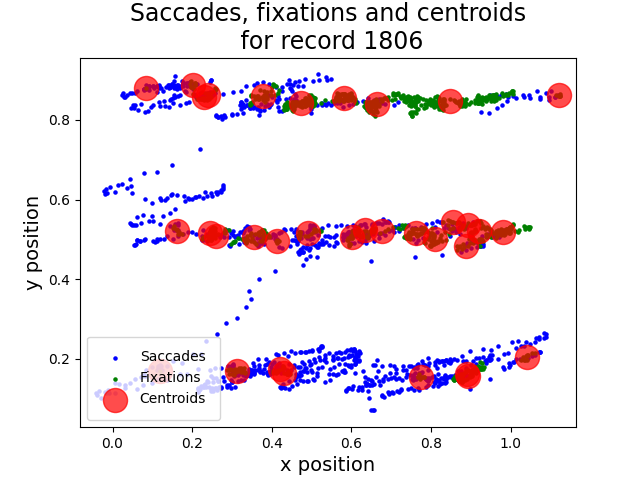 Saccades, fixations and centroids
for record 1806
y position
0.8
0.6
0.4
0.2
Saccades
Fixations
Centroids
0.0 0.2 0.4 0.6 0.8 1.0
x position